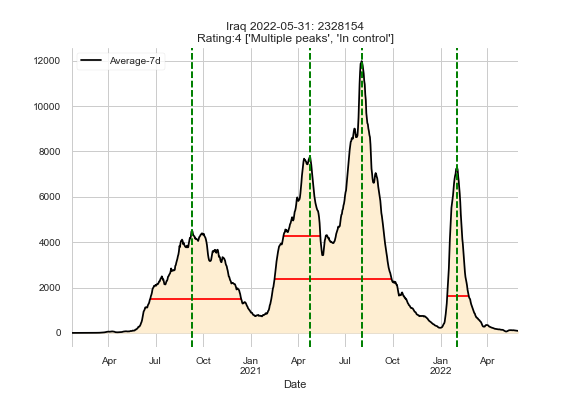 Iraq 2022-05-31: 2328154
Rating:4 ['Multiple peaks', 'In control']
Average-7d
12000
10000
8000
6000
4000
2000
0
Apr Jul Oct Jan Apr Jul Oct Jan Apr
2021 2022
Date